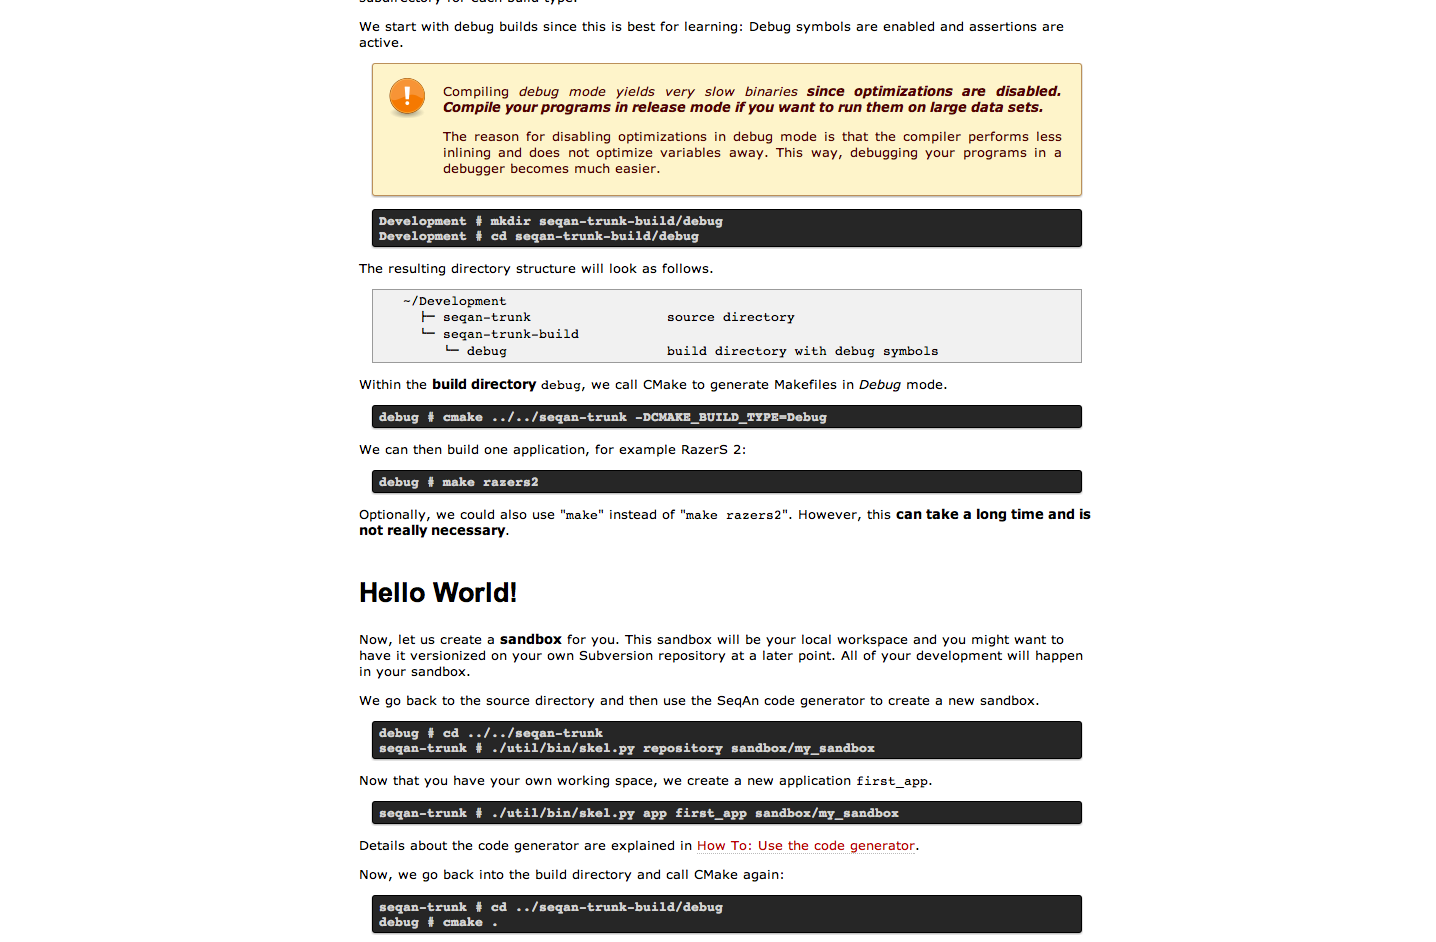 We start with debug builds since this is best for learning: Debug symbols are enabled and assertions are
active.
Compiling debug mode yields very slow binaries since optimizations are disabled.
Compile your programs in release mode if you want to run them on large data sets.
The reason for disabling optimizations in debug mode is that the compiler performs less
inlining and does not optimize variables away. This way, debugging your programs in a
debugger becomes much easier.
Development # mkdir seqan-trunk-build/debug
Development # cd seqan-trunk-build/debug
The resulting directory structure will look as follows.
~/Development
├─ seqan-trunk source directory
└─ seqan-trunk-build
└─ debug build directory with debug symbols
Within the build directory debug, we call CMake to generate Makefiles in Debug mode.
debug # cmake ../../seqan-trunk -DCMAKE_BUILD_TYPE=Debug
We can then build one application, for example RazerS 2:
debug # make razers2
Optionally, we could also use "make" instead of "make razers2". However, this can take a long time and is
not really necessary.
Hello World!
Now, let us create a sandbox for you. This sandbox will be your local workspace and you might want to
have it versionized on your own Subversion repository at a later point. All of your development will happen
in your sandbox.
We go back to the source directory and then use the SeqAn code generator to create a new sandbox.
debug # cd ../../seqan-trunk
seqan-trunk # ./util/bin/skel.py repository sandbox/my_sandbox
Now that you have your own working space, we create a new application first_app.
seqan-trunk # ./util/bin/skel.py app first_app sandbox/my_sandbox
Details about the code generator are explained in How To: Use the code generator.
Now, we go back into the build directory and call CMake again:
seqan-trunk # cd ../seqan-trunk-build/debug
debug # cmake .